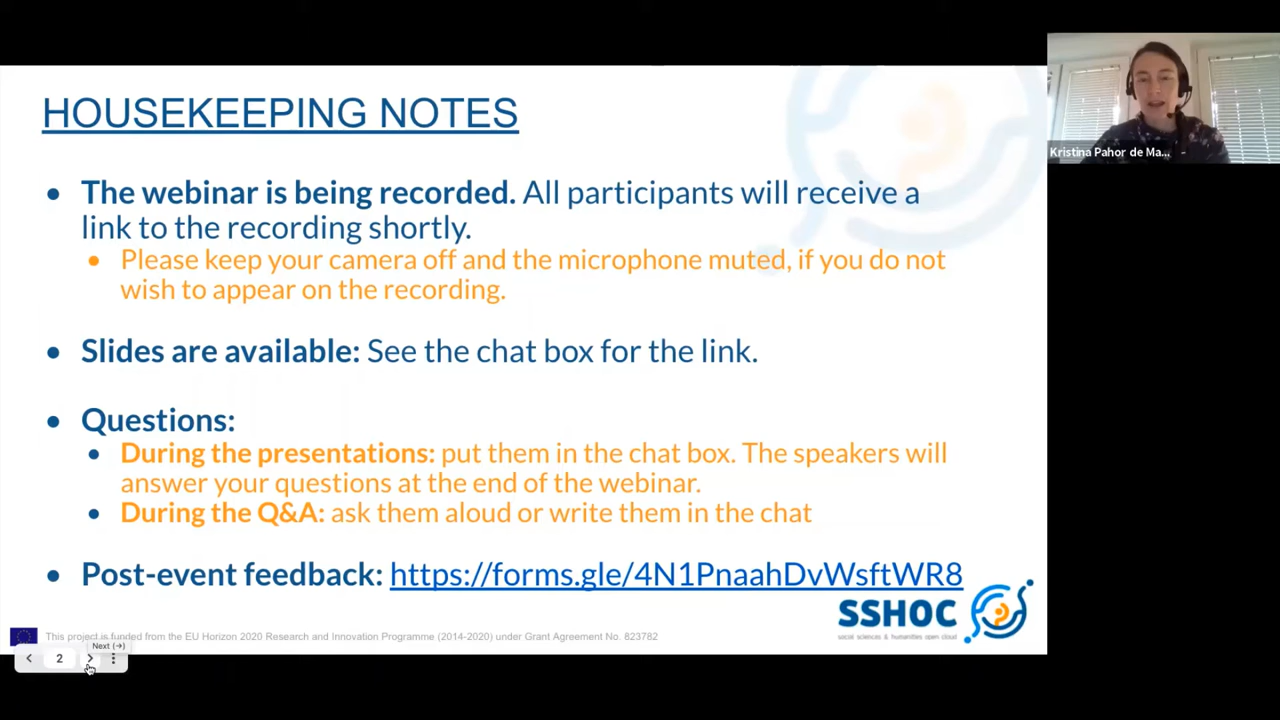 HOUSEKEEPING NOTES
Kristina Pahor de Ma...
• The webinar is being recorded. All participants will receive a
link to the recording shortly.
• Please keep your camera off and the microphone muted, if you do not
wish to appear on the recording.
• Slides are available: See the chat box for the link.
• Questions:
• During the presentations: put them in the chat box. The speakers will
answer your questions at the end of the webinar.
• During the Q&A: ask them aloud or write them in the chat
• Post-event feedback: https://forms.gle/4N1PnaahDvWsftWR8
SSHOC
social sciences & humanities open cloud
This project is funded from the EU Horizon 2020 Research and Innovation Programme (2014-2020) under Grant Agreement No. 823782
Next (→)
2